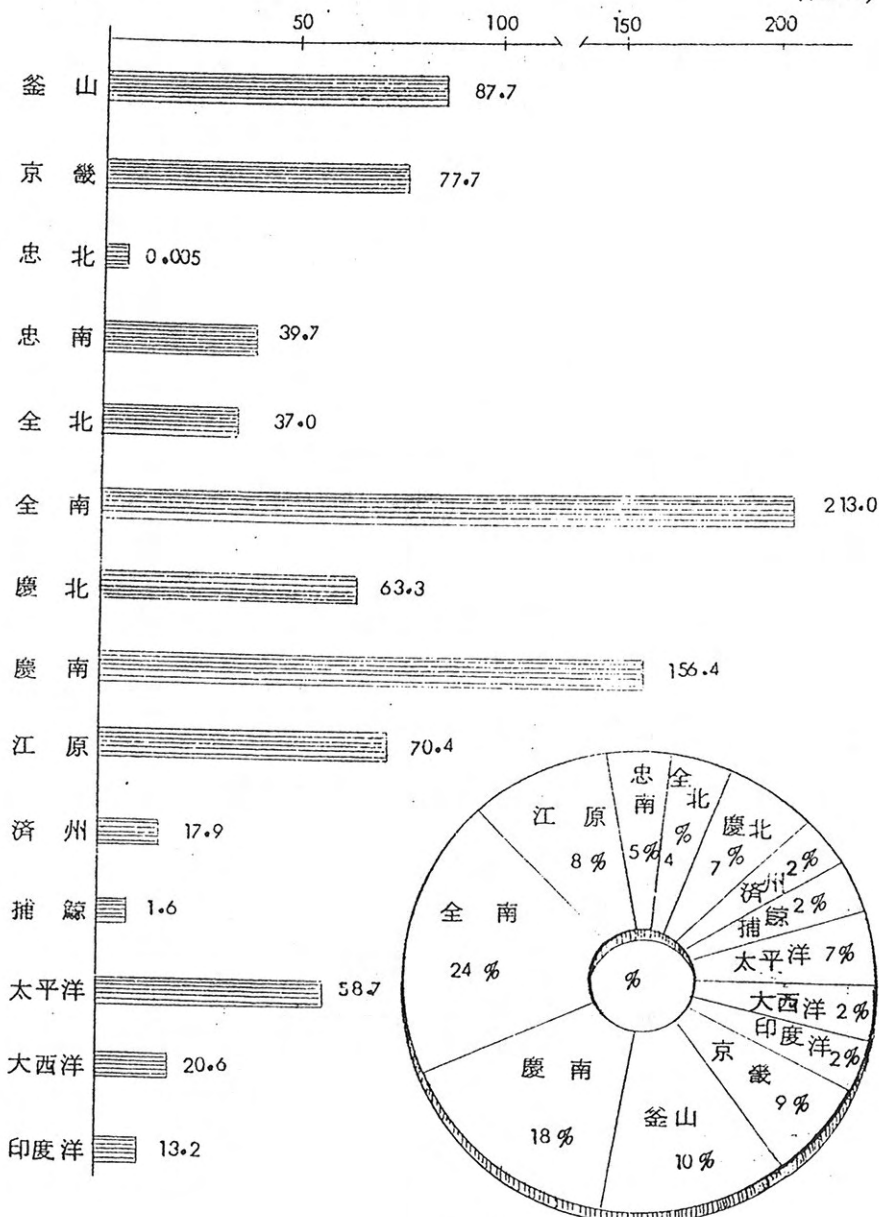 50 100 150 200
釜山 87.7
京畿 77.7
忠北 0.005
忠南 39.7
全北 37.0
全南 213.0
慶北 63.3
慶南 156.4
江原 70.4
済州 17.9
捕鯨 1.6
太平洋 58.7
大西洋 20.6
印度洋 13.2
江原
8%
忠南
5%
全北
4%
慶北
7%
済州 2%
捕鯨 2%
太平洋 7%
大西洋 2%
印度洋 2%
京畿
9%
釜山
10%
慶南
18%
全南
24%
%